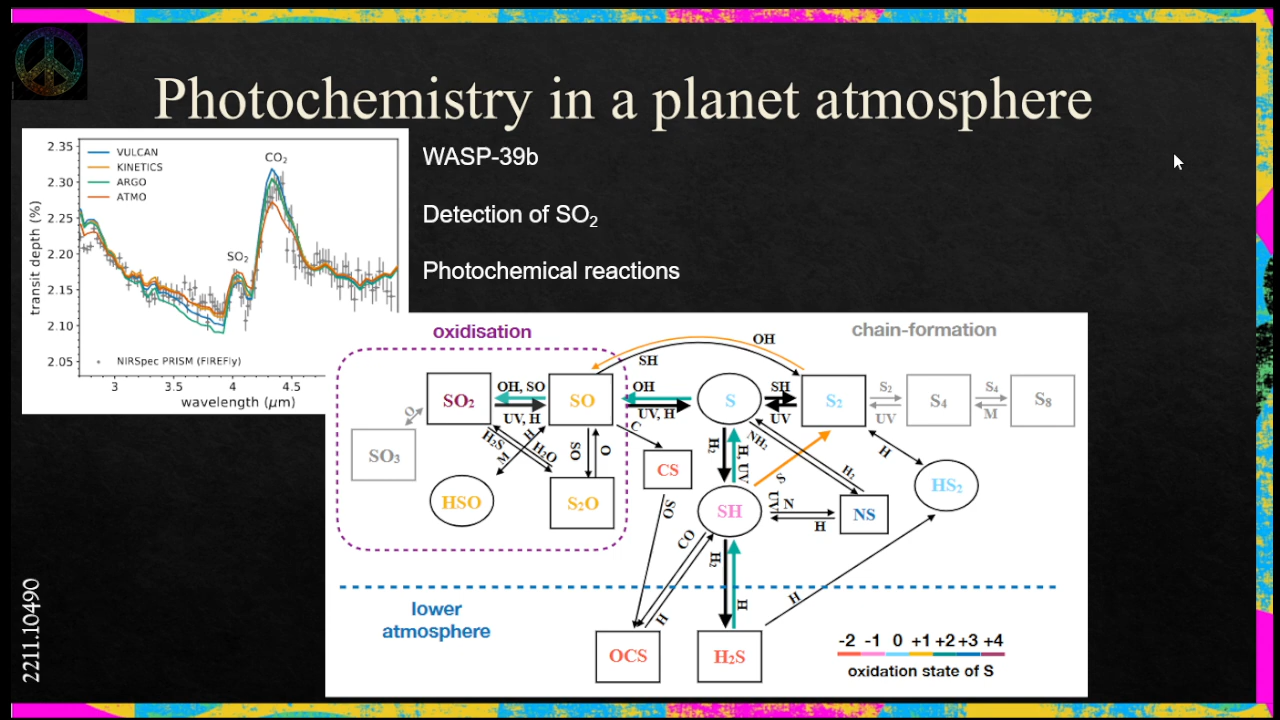 Photochemistry in a planet atmosphere
WASP-39b
Detection of SO₂
Photochemical reactions
2.35
2.30
2.25
2.20
2.15
2.10
2.05
transit depth (%)
VULCAN
KINETICS
ARGO
ATMO
CO₂
SO₂
NIRSpec PRISM (FIREFly)
3 3.5 4 4.5
wavelength (μm)
oxidisation
chain-formation
OH
SH
SO₂
OH, SO
UV, H
SO
OH
UV, H
S
SH
UV
S₂
S₂
UV
S₄
S₄
M
S₈
O
SO₃
H₂S
H₂O
H
M
SO
O
C
CS
H₂
H, UV
NH₂
H₂
S
H
HS₂
HSO
S₂O
SH
UV
N
H
NS
SO
CO
H
H₂
H
H
lower
atmosphere
OCS
H₂S
-2 -1 0 +1 +2 +3 +4
oxidation state of S
2211.10490